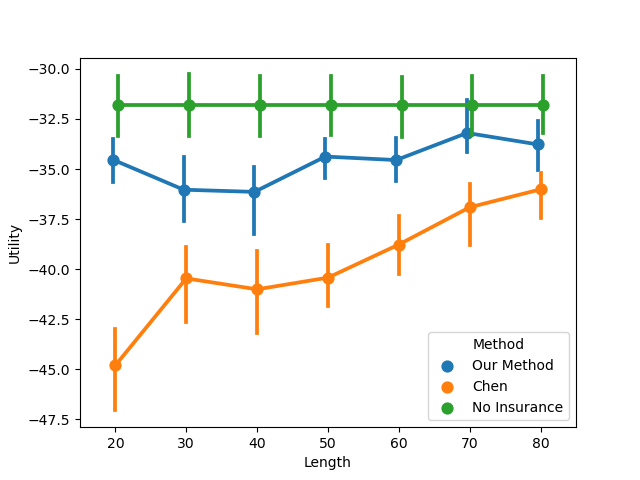 −30.0
−32.5
−35.0
−37.5
−40.0
−42.5
−45.0
−47.5
Utility
20 30 40 50 60 70 80
Length
Method
Our Method
Chen
No Insurance